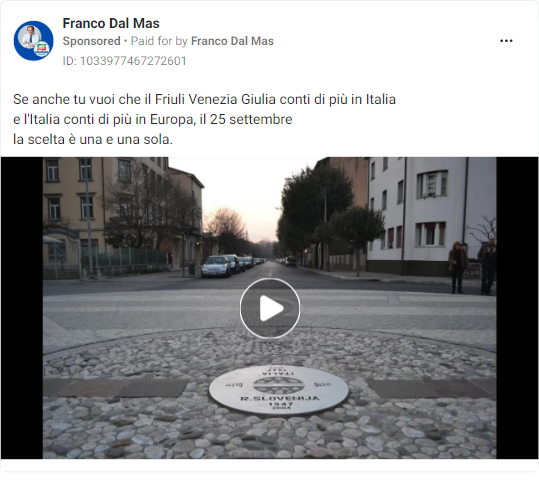 Franco Dal Mas
Sponsored • Paid for by Franco Dal Mas
ID: 1033977467272601
Se anche tu vuoi che il Friuli Venezia Giulia conti di più in Italia
e l'Italia conti di più in Europa, il 25 settembre
la scelta è una e una sola.
ITALIA
R.SLOVENIJA
1947
2004